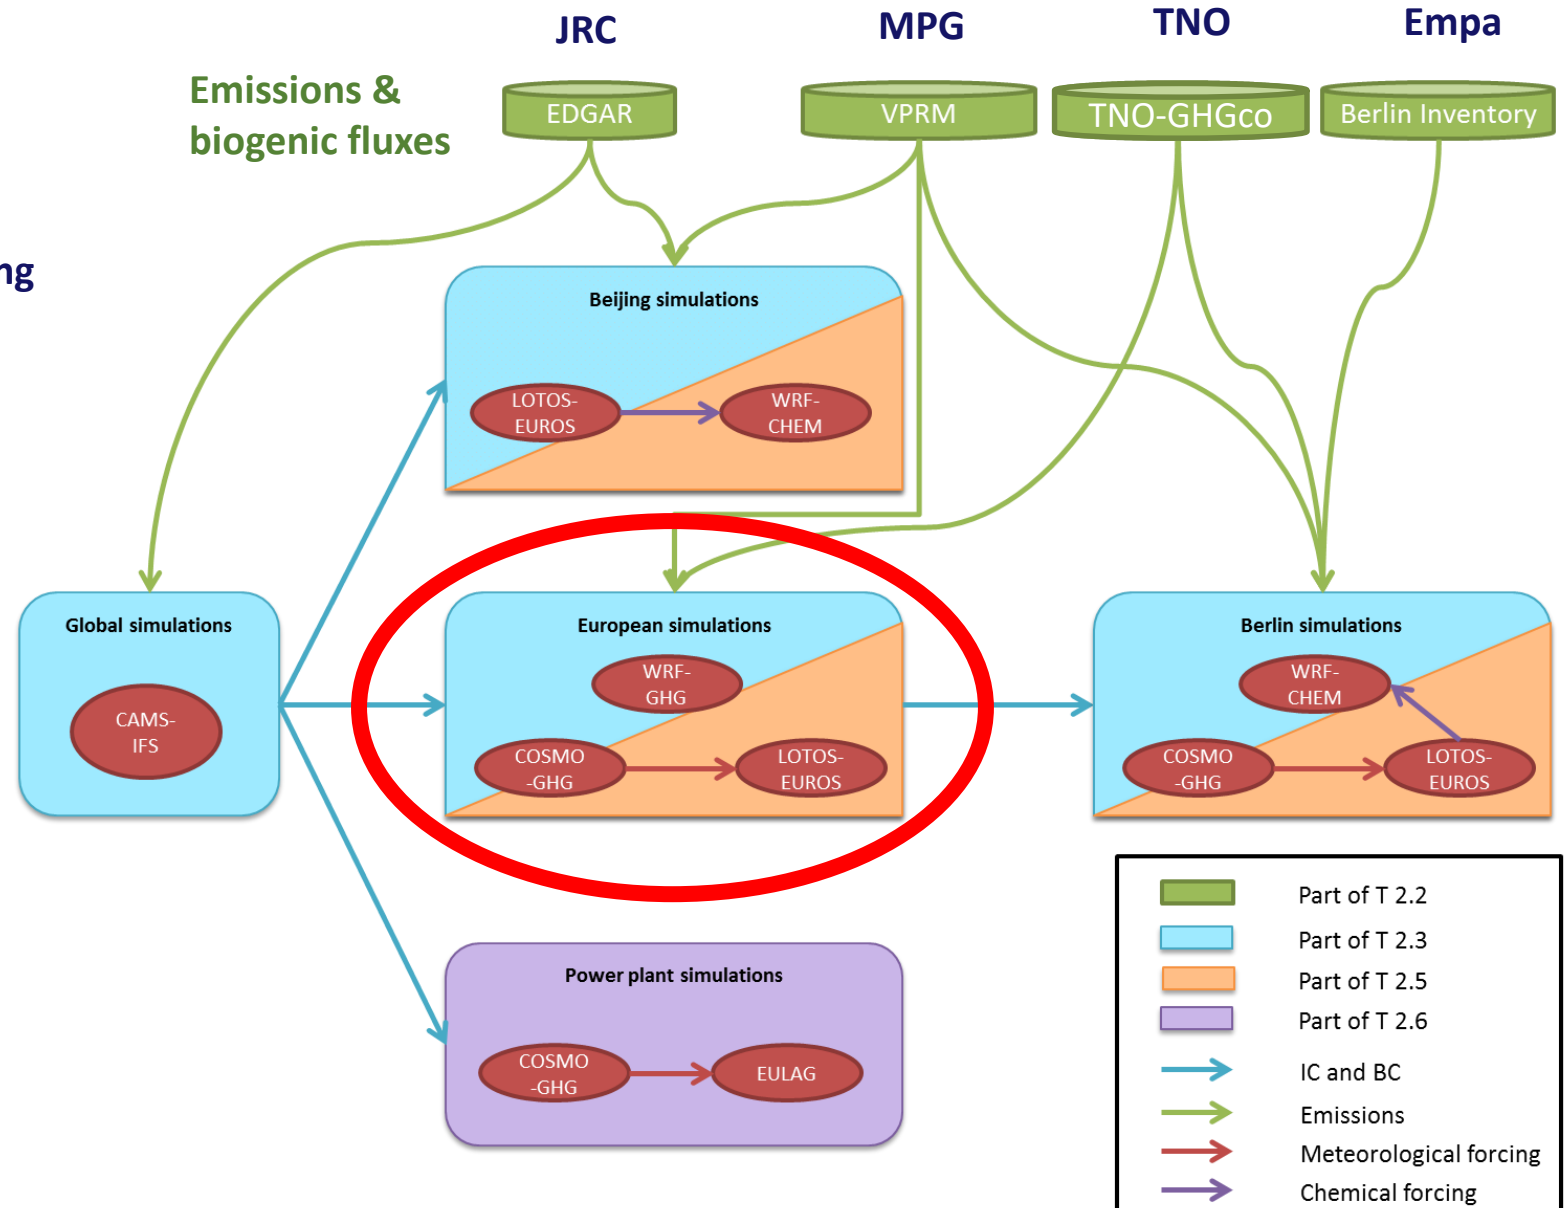 JRC
MPG
TNO
Empa
Emissions &
biogenic fluxes
EDGAR
VPRM
TNO-GHGco
Berlin Inventory
ng
Beijing simulations
LOTOS-
EUROS
WRF-
CHEM
Global simulations
CAMS-
IFS
European simulations
WRF-
GHG
COSMO
-GHG
LOTOS-
EUROS
Berlin simulations
WRF-
CHEM
COSMO
-GHG
LOTOS-
EUROS
Power plant simulations
COSMO
-GHG
EULAG
Part of T 2.2
Part of T 2.3
Part of T 2.5
Part of T 2.6
IC and BC
Emissions
Meteorological forcing
Chemical forcing